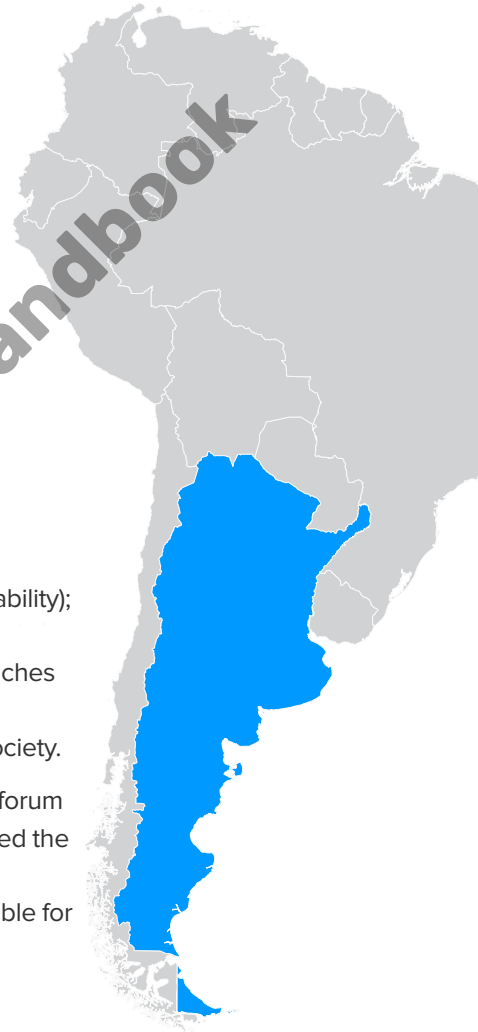 andbook
ability);
ches
ociety.
forum
ed the
ble for